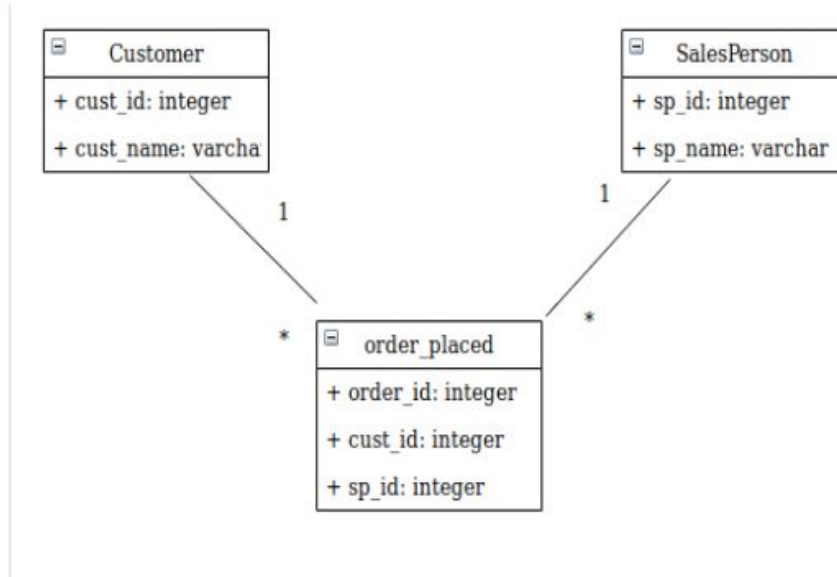 Customer
+ cust_id: integer
+ cust_name: varcha
SalesPerson
+ sp_id: integer
+ sp_name: varchar
1
1
*
*
order_placed
+ order_id: integer
+ cust_id: integer
+ sp_id: integer